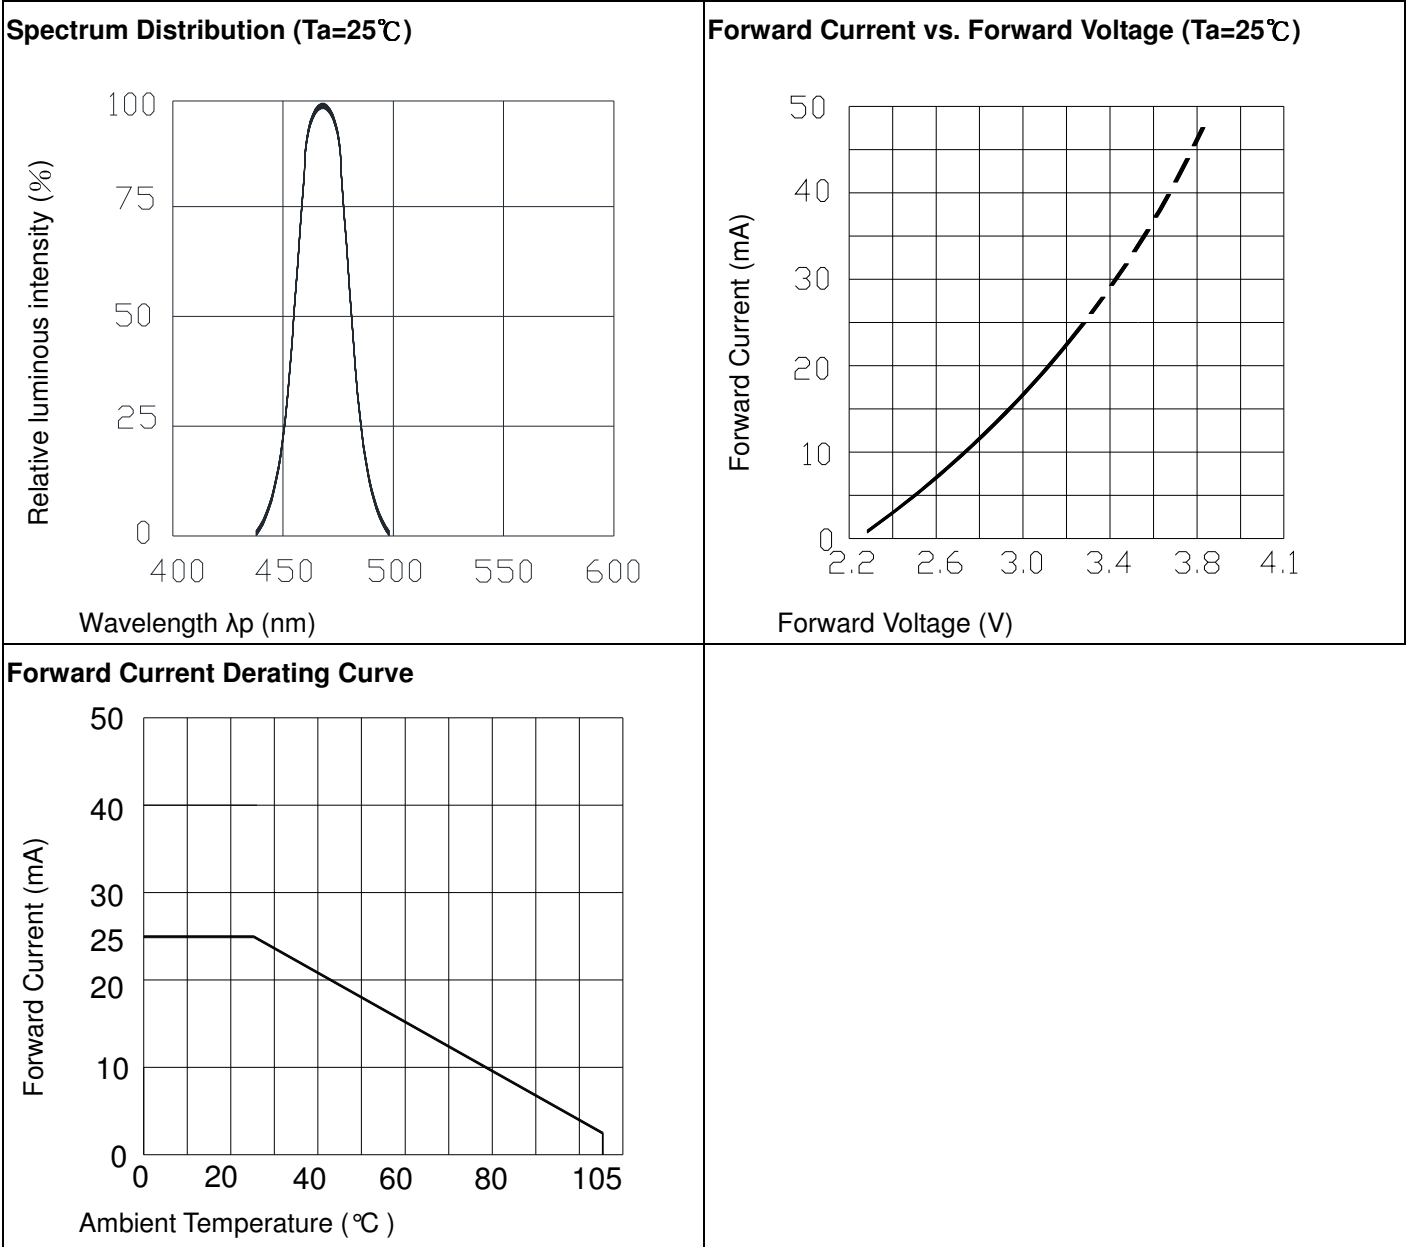 Spectrum Distribution (Ta=25℃)
100
75
50
25
0
400 450 500 550 600
Relative luminous intensity (%)
Wavelength λp (nm)
Forward Current vs. Forward Voltage (Ta=25℃)
50
40
30
20
10
0
2.2 2.6 3.0 3.4 3.8 4.1
Forward Current (mA)
Forward Voltage (V)
Forward Current Derating Curve
50
40
30
25
20
10
0
0 20 40 60 80 105
Forward Current (mA)
Ambient Temperature (℃ )